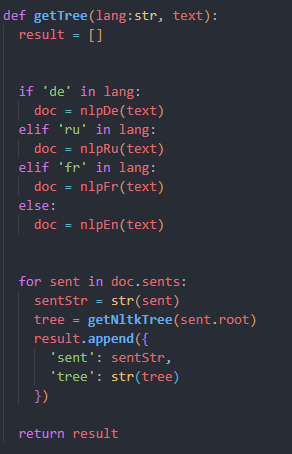 def getTree(lang:str, text):
  result = []


  if 'de' in lang:
    doc = nlpDe(text)
  elif 'ru' in lang:
    doc = nlpRu(text)
  elif 'fr' in lang:
    doc = nlpFr(text)
  else:
    doc = nlpEn(text)


  for sent in doc.sents:
    sentStr = str(sent)
    tree = getNltkTree(sent.root)
    result.append({
      'sent': sentStr,
      'tree': str(tree)
    })

  return result